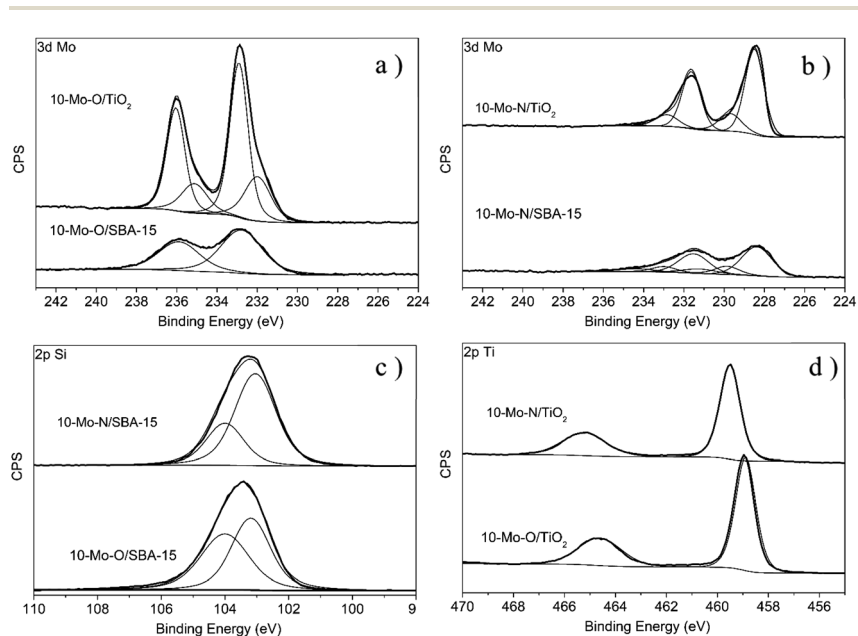 3d Mo
a )
10-Mo-O/TiO2
10-Mo-O/SBA-15
CPS
242 240 238 236 234 232 230 228 226 224
Binding Energy (eV)
3d Mo
b )
10-Mo-N/TiO2
10-Mo-N/SBA-15
CPS
242 240 238 236 234 232 230 228 226 224
Binding Energy (eV)
2p Si
c )
10-Mo-N/SBA-15
10-Mo-O/SBA-15
CPS
110 108 106 104 102 100 9
Binding Energy (eV)
2p Ti
d )
10-Mo-N/TiO2
10-Mo-O/TiO2
CPS
470 468 466 464 462 460 458 456
Binding Energy (eV)